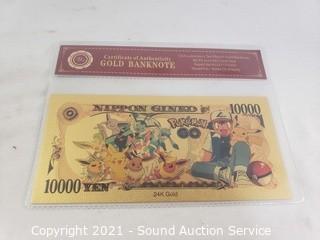 Certificate of Authenticity
GOLD BANKNOTE
NIPPON GINKO
10000
Pokémon
GO
10000 YEN
24K Gold
Copyright 2021 - Sound Auction Service